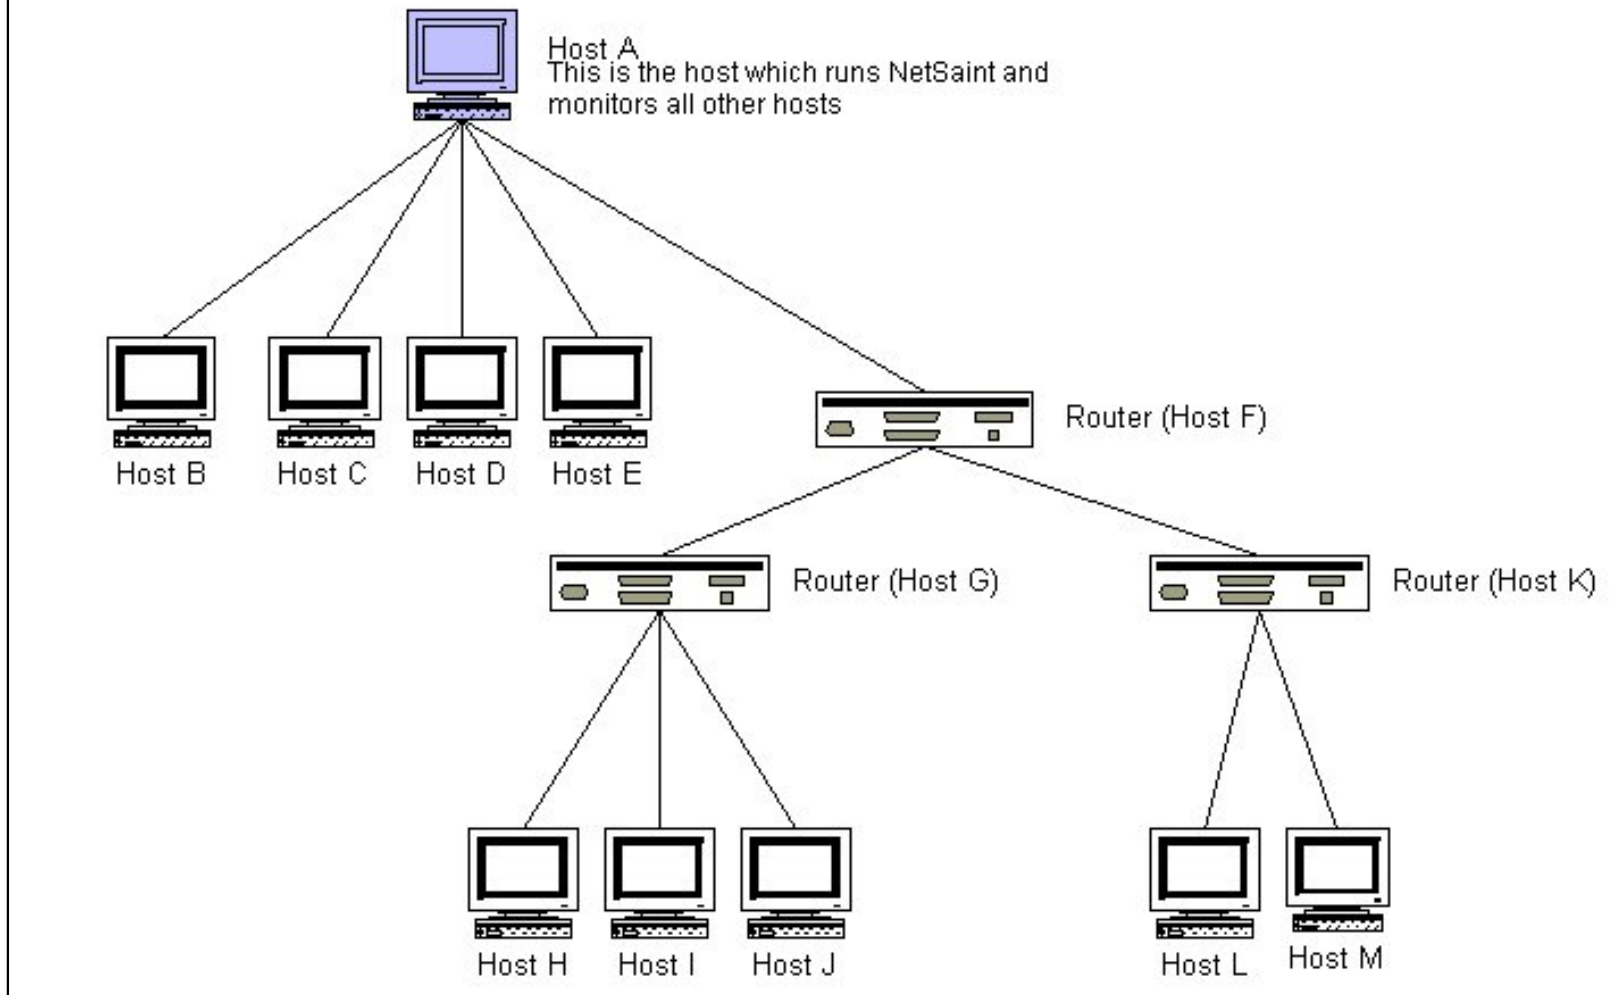 Host A
This is the host which runs NetSaint and
monitors all other hosts
Host B
Host C
Host D
Host E
Router (Host F)
Router (Host G)
Router (Host K)
Host H
Host I
Host J
Host L
Host M